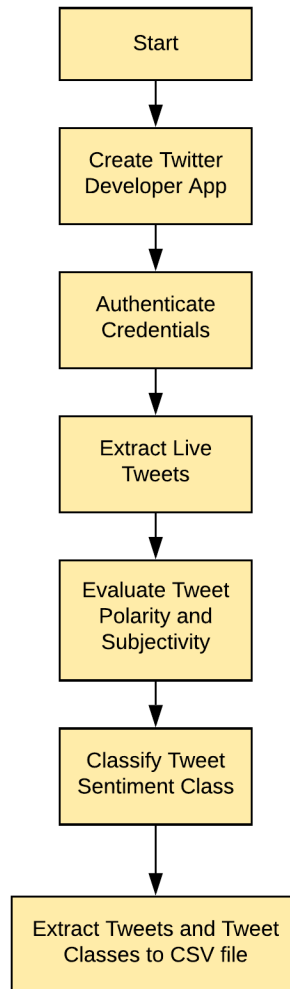 Start
Create Twitter
Developer App
Authenticate
Credentials
Extract Live
Tweets
Evaluate Tweet
Polarity and
Subjectivity
Classify Tweet
Sentiment Class
Extract Tweets and Tweet
Classes to CSV file